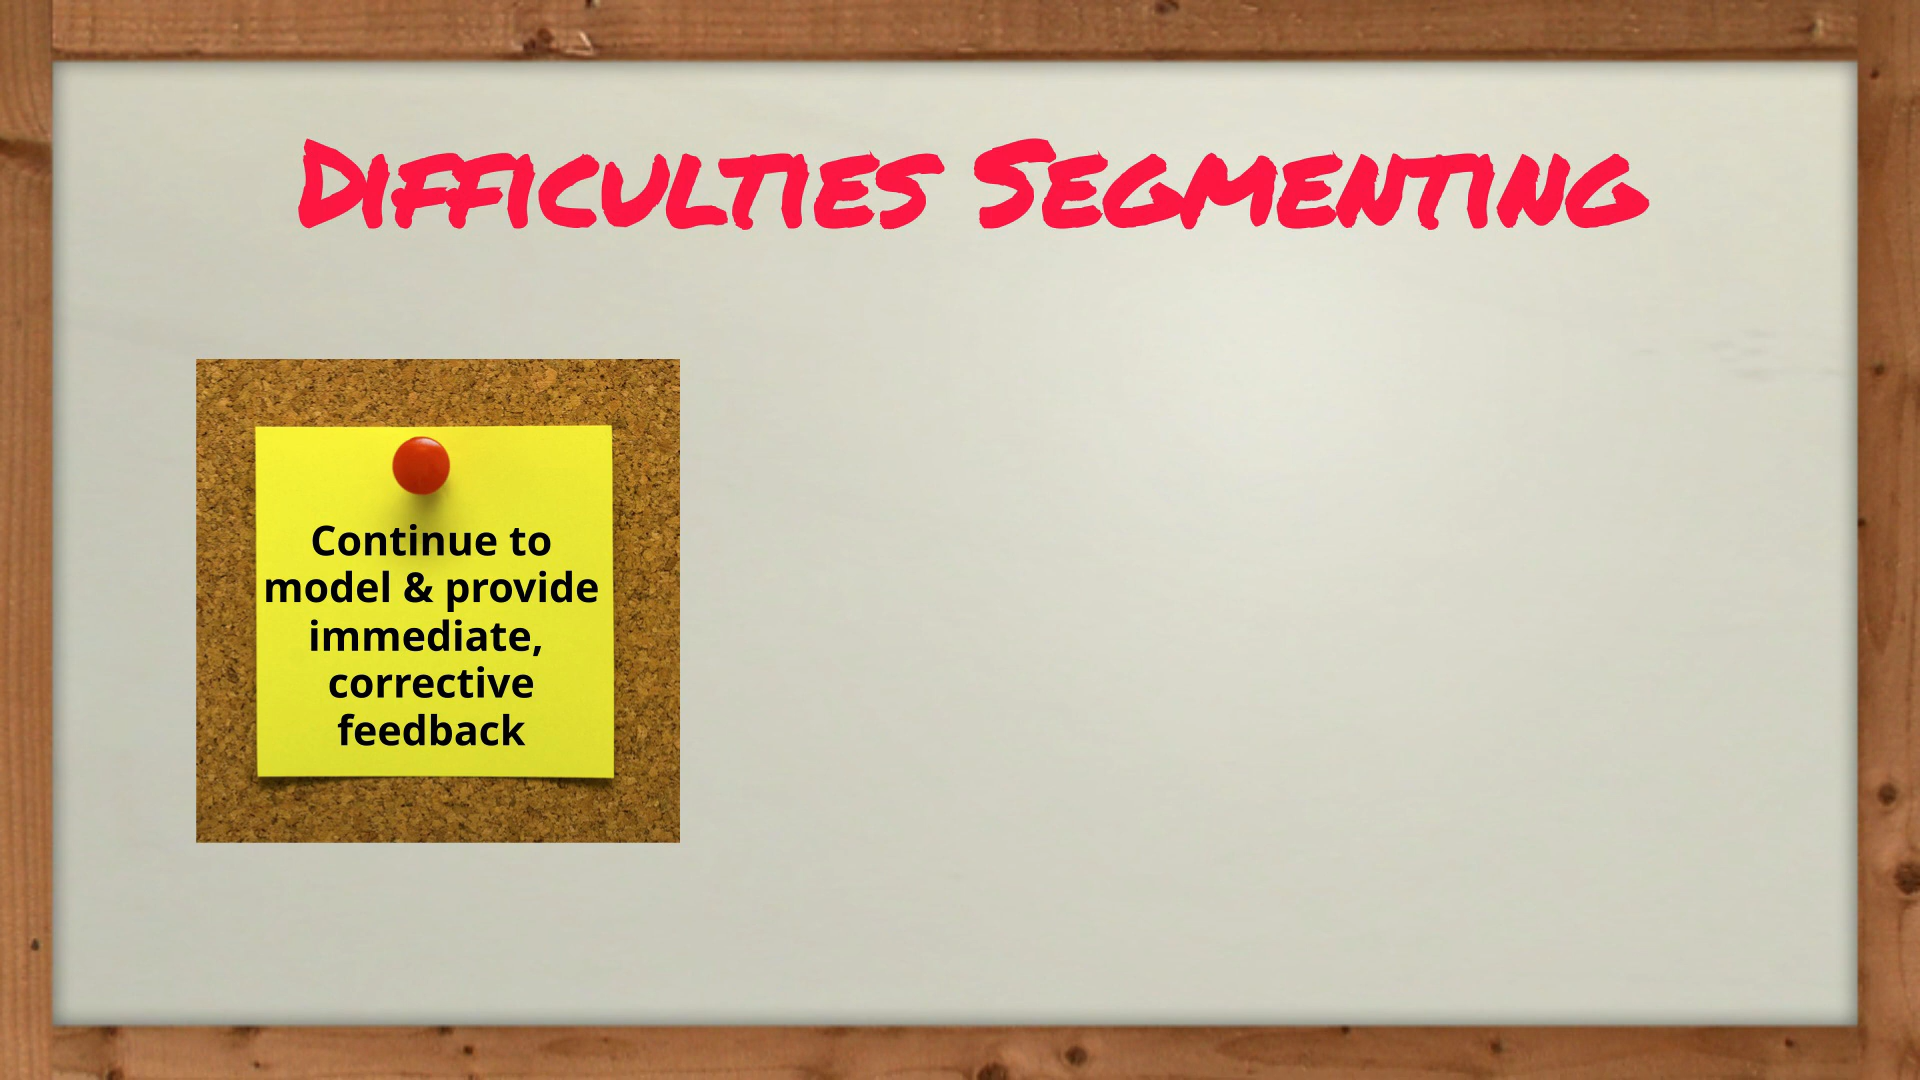 Difficulties Segmenting
Continue to
model & provide
immediate,
corrective
feedback